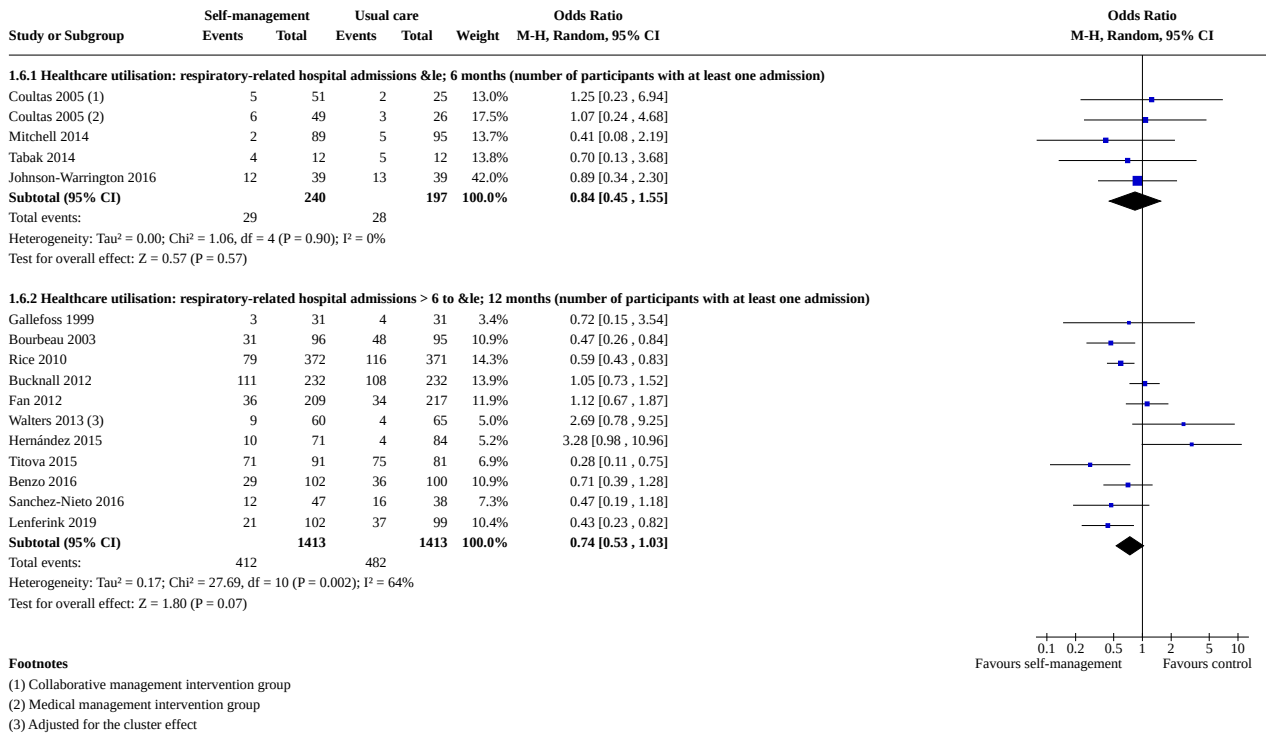 Self-management Usual care Odds Ratio Odds Ratio
Study or Subgroup Events Total Events Total Weight M-H, Random, 95% CI M-H, Random, 95% CI
1.6.1 Healthcare utilisation: respiratory-related hospital admissions &le; 6 months (number of participants with at least one admission)
Coultas 2005 (1) 5 51 2 25 13.0% 1.25 [0.23 , 6.94]
Coultas 2005 (2) 6 49 3 26 17.5% 1.07 [0.24 , 4.68]
Mitchell 2014 2 89 5 95 13.7% 0.41 [0.08 , 2.19]
Tabak 2014 4 12 5 12 13.8% 0.70 [0.13 , 3.68]
Johnson-Warrington 2016 12 39 13 39 42.0% 0.89 [0.34 , 2.30]
Subtotal (95% CI) 240 197 100.0% 0.84 [0.45 , 1.55]
Total events: 29 28
Heterogeneity: Tau² = 0.00; Chi² = 1.06, df = 4 (P = 0.90); I² = 0%
Test for overall effect: Z = 0.57 (P = 0.57)
1.6.2 Healthcare utilisation: respiratory-related hospital admissions > 6 to &le; 12 months (number of participants with at least one admission)
Gallefoss 1999 3 31 4 31 3.4% 0.72 [0.15 , 3.54]
Bourbeau 2003 31 96 48 95 10.9% 0.47 [0.26 , 0.84]
Rice 2010 79 372 116 371 14.3% 0.59 [0.43 , 0.83]
Bucknall 2012 111 232 108 232 13.9% 1.05 [0.73 , 1.52]
Fan 2012 36 209 34 217 11.9% 1.12 [0.67 , 1.87]
Walters 2013 (3) 9 60 4 65 5.0% 2.69 [0.78 , 9.25]
Hernández 2015 10 71 4 84 5.2% 3.28 [0.98 , 10.96]
Titova 2015 71 91 75 81 6.9% 0.28 [0.11 , 0.75]
Benzo 2016 29 102 36 100 10.9% 0.71 [0.39 , 1.28]
Sanchez-Nieto 2016 12 47 16 38 7.3% 0.47 [0.19 , 1.18]
Lenferink 2019 21 102 37 99 10.4% 0.43 [0.23 , 0.82]
Subtotal (95% CI) 1413 1413 100.0% 0.74 [0.53 , 1.03]
Total events: 412 482
Heterogeneity: Tau² = 0.17; Chi² = 27.69, df = 10 (P = 0.002); I² = 64%
Test for overall effect: Z = 1.80 (P = 0.07)
0.1 0.2 0.5 1 2 5 10
Favours self-management Favours control
Footnotes
(1) Collaborative management intervention group
(2) Medical management intervention group
(3) Adjusted for the cluster effect